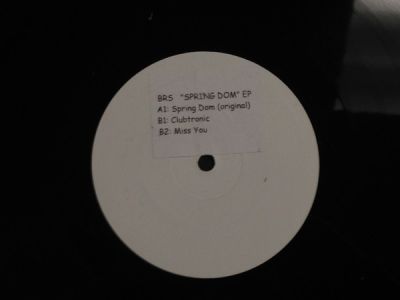 BRS "SPRING DOM" EP
A1: Spring Dom (original)
B1: Clubtronic
B2: Miss You